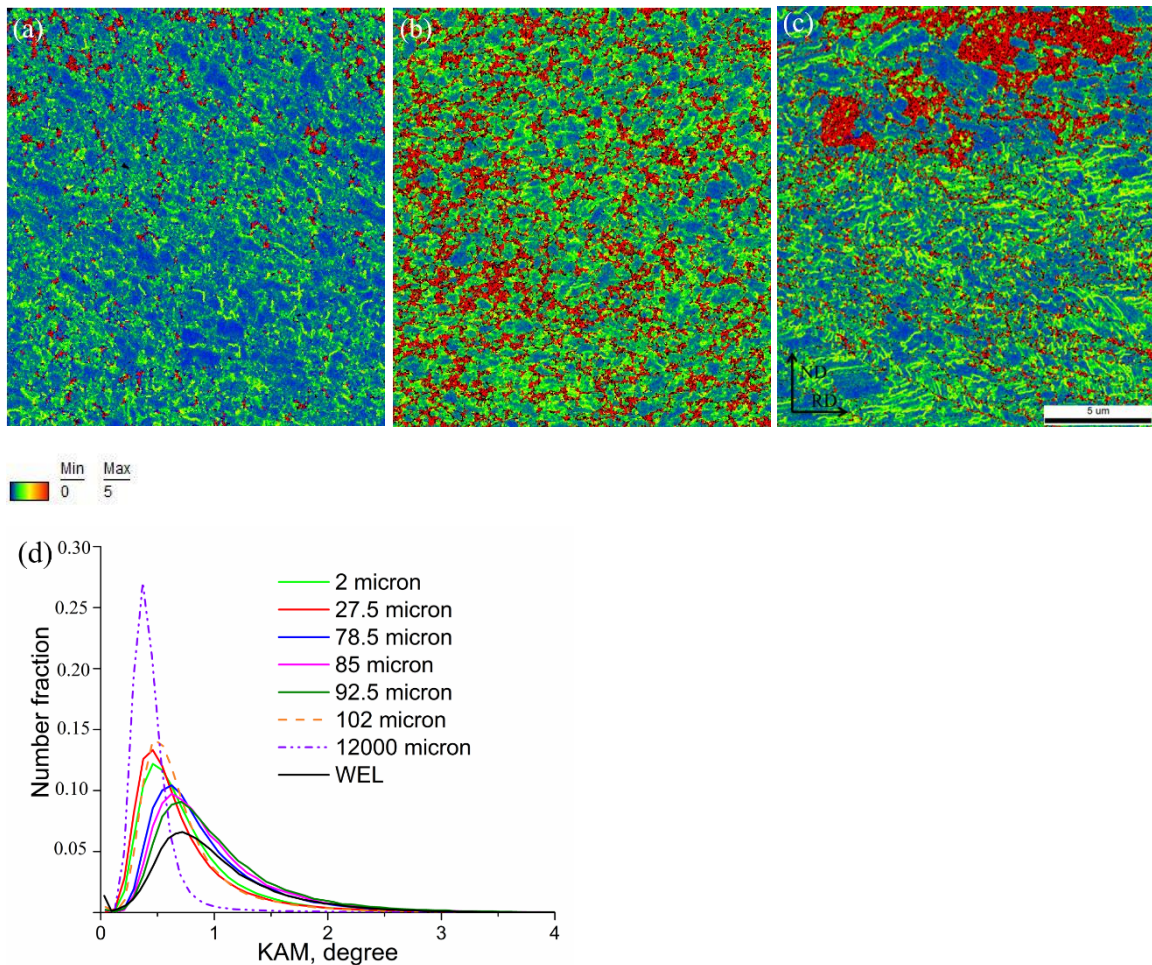 (a) (b) (c)
ND
RD
5 um
Min Max
0 5
(d)
0.30
0.25
0.20
0.15
0.10
0.05
Number fraction
2 micron
27.5 micron
78.5 micron
85 micron
92.5 micron
102 micron
12000 micron
WEL
0 1 2 3 4
KAM, degree